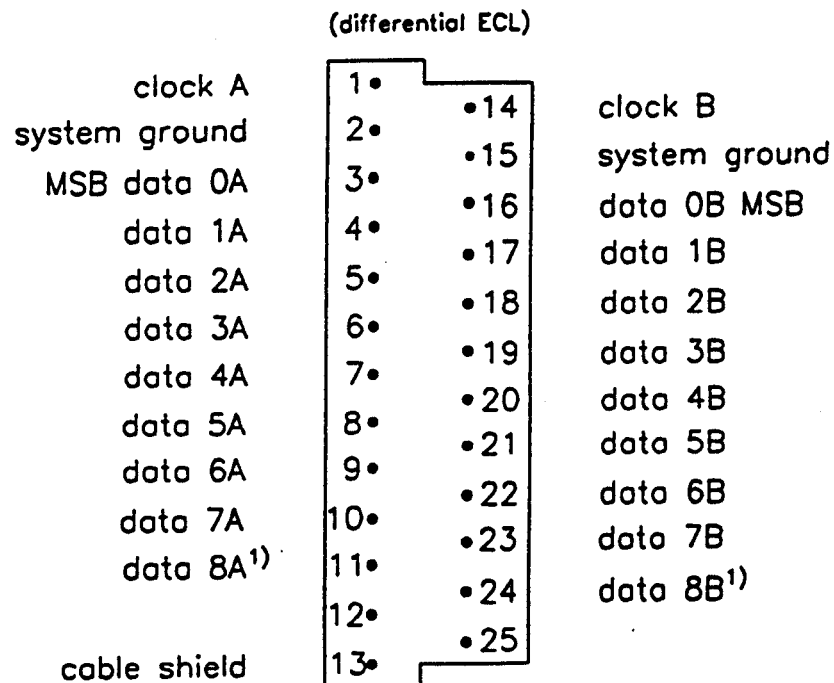 (differential ECL)
clock A 1
14 clock B
system ground 2
15 system ground
MSB data 0A 3
16 data 0B MSB
data 1A 4
17 data 1B
data 2A 5
18 data 2B
data 3A 6
19 data 3B
data 4A 7
20 data 4B
data 5A 8
21 data 5B
data 6A 9
22 data 6B
data 7A 10
23 data 7B
data 8A¹⁾ 11
24 data 8B¹⁾
12
25
cable shield 13